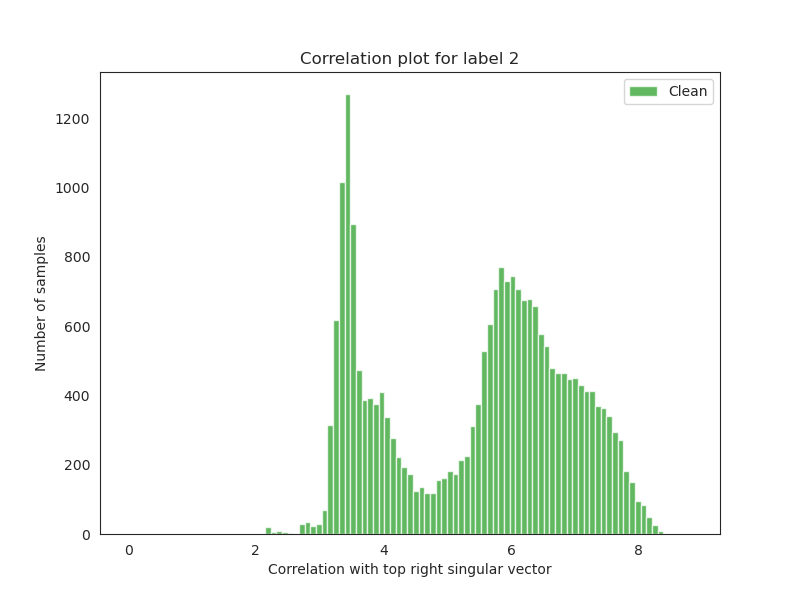 Correlation plot for label 2
Clean
1200
1000
800
600
400
200
0
Number of samples
0 2 4 6 8
Correlation with top right singular vector